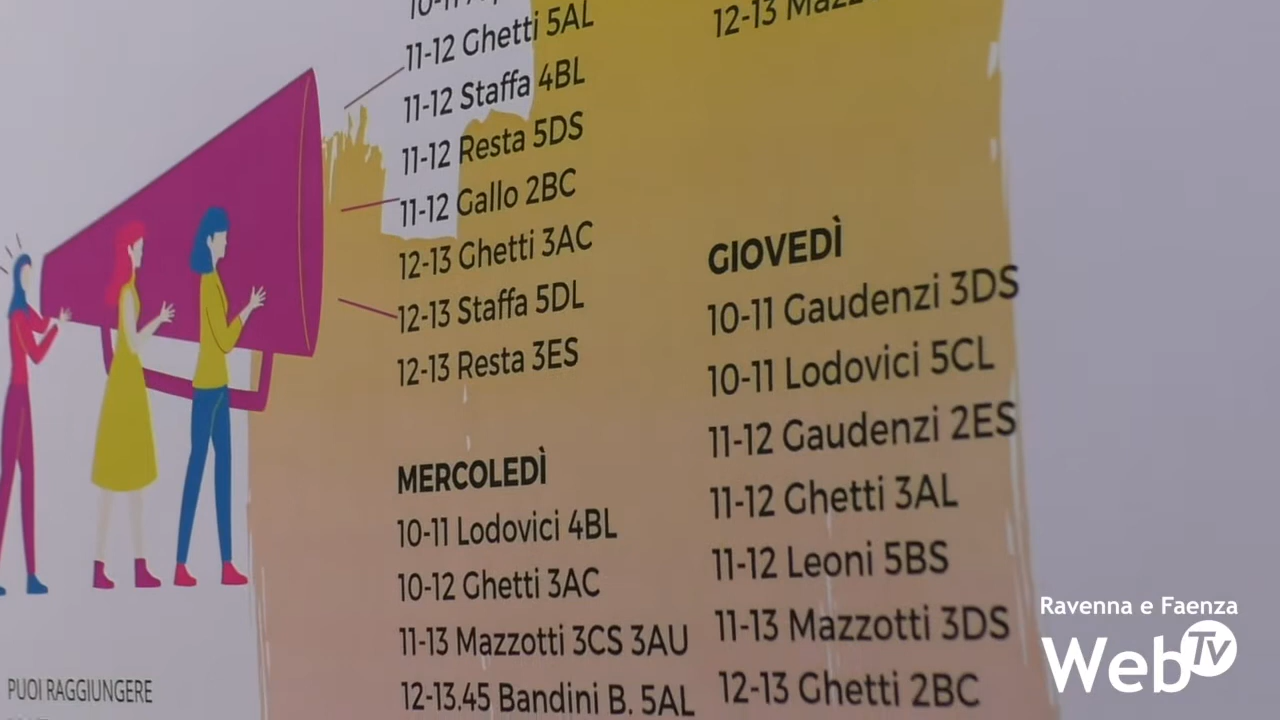 11-12 Ghetti 5AL
11-12 Staffa 4BL
11-12 Resta 5DS
11-12 Gallo 2BC
12-13 Ghetti 3AC
12-13 Staffa 5DL
12-13 Resta 3ES
MERCOLEDÌ
10-11 Lodovici 4BL
10-12 Ghetti 3AC
11-13 Mazzotti 3CS 3AU
12-13.45 Bandini B. 5AL
12-13
GIOVEDÌ
10-11 Gaudenzi 3DS
10-11 Lodovici 5CL
11-12 Gaudenzi 2ES
11-12 Ghetti 3AL
11-12 Leoni 5BS
11-13 Mazzotti 3DS
12-13 Ghetti 2BC
PUOI RAGGIUNGERE
Ravenna e Faenza
WebTv